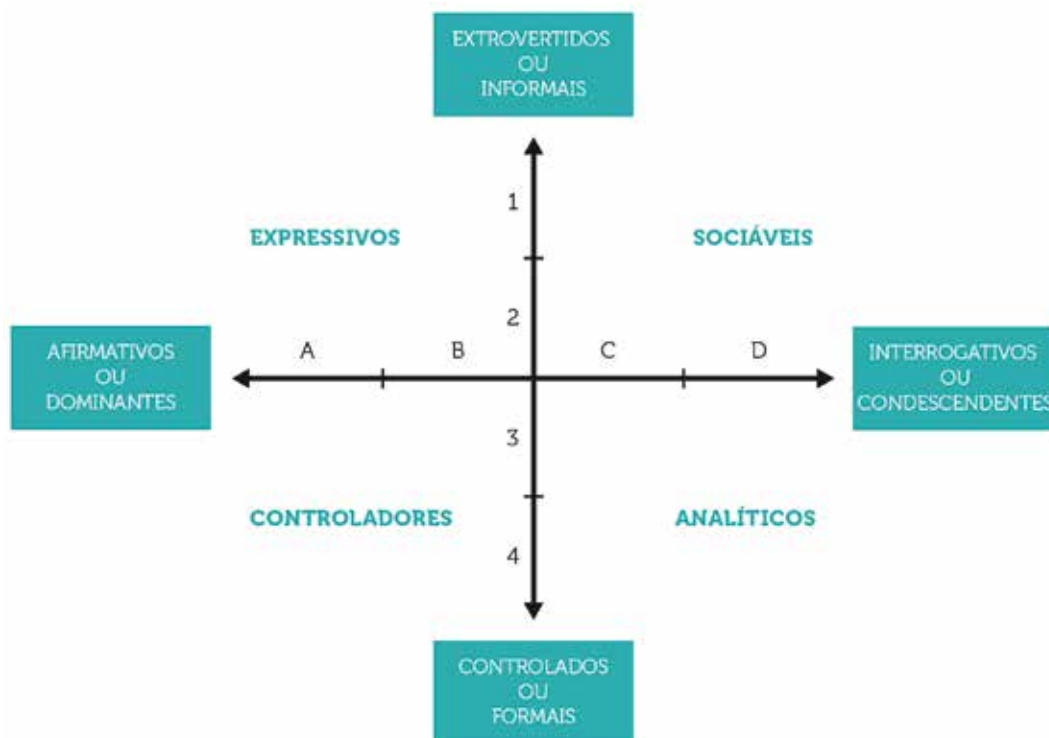 EXTROVERTIDOS
OU
INFORMAIS
1
EXPRESSIVOS
SOCIÁVEIS
2
AFIRMATIVOS
OU
DOMINANTES
A
B
C
D
INTERROGATIVOS
OU
CONDESCENDENTES
3
CONTROLADORES
ANALÍTICOS
4
CONTROLADOS
OU
FORMAIS